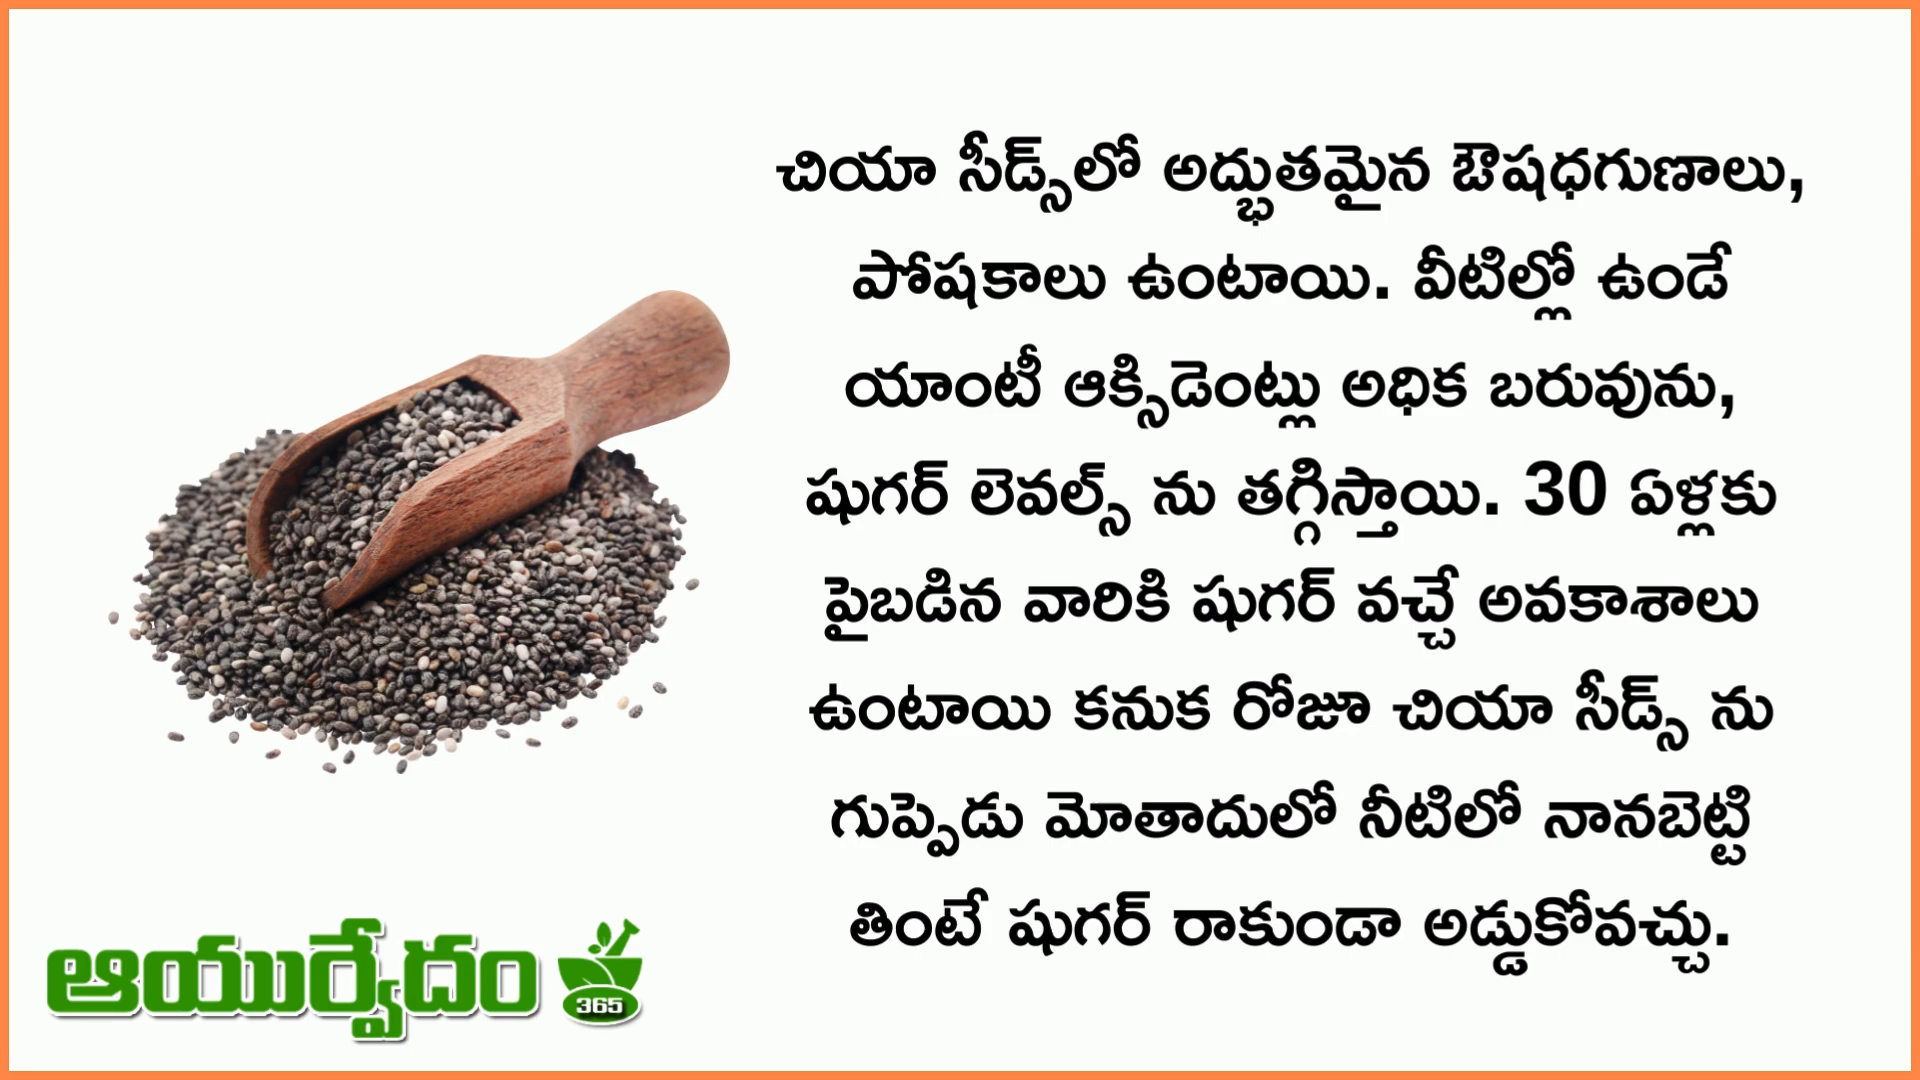 చియా సీడ్స్‌లో అద్భుతమైన ఔషధగుణాలు,
పోషకాలు ఉంటాయి. వీటిల్లో ఉండే
యాంటీ ఆక్సిడెంట్లు అధిక బరువును,
షుగర్ లెవల్స్ ను తగ్గిస్తాయి. 30 ఏళ్లకు
పైబడిన వారికి షుగర్ వచ్చే అవకాశాలు
ఉంటాయి కనుక రోజూ చియా సీడ్స్ ను
గుప్పెడు మోతాదులో నీటిలో నానబెట్టి
తింటే షుగర్ రాకుండా అడ్డుకోవచ్చు.
ఆయుర్వేదం
365